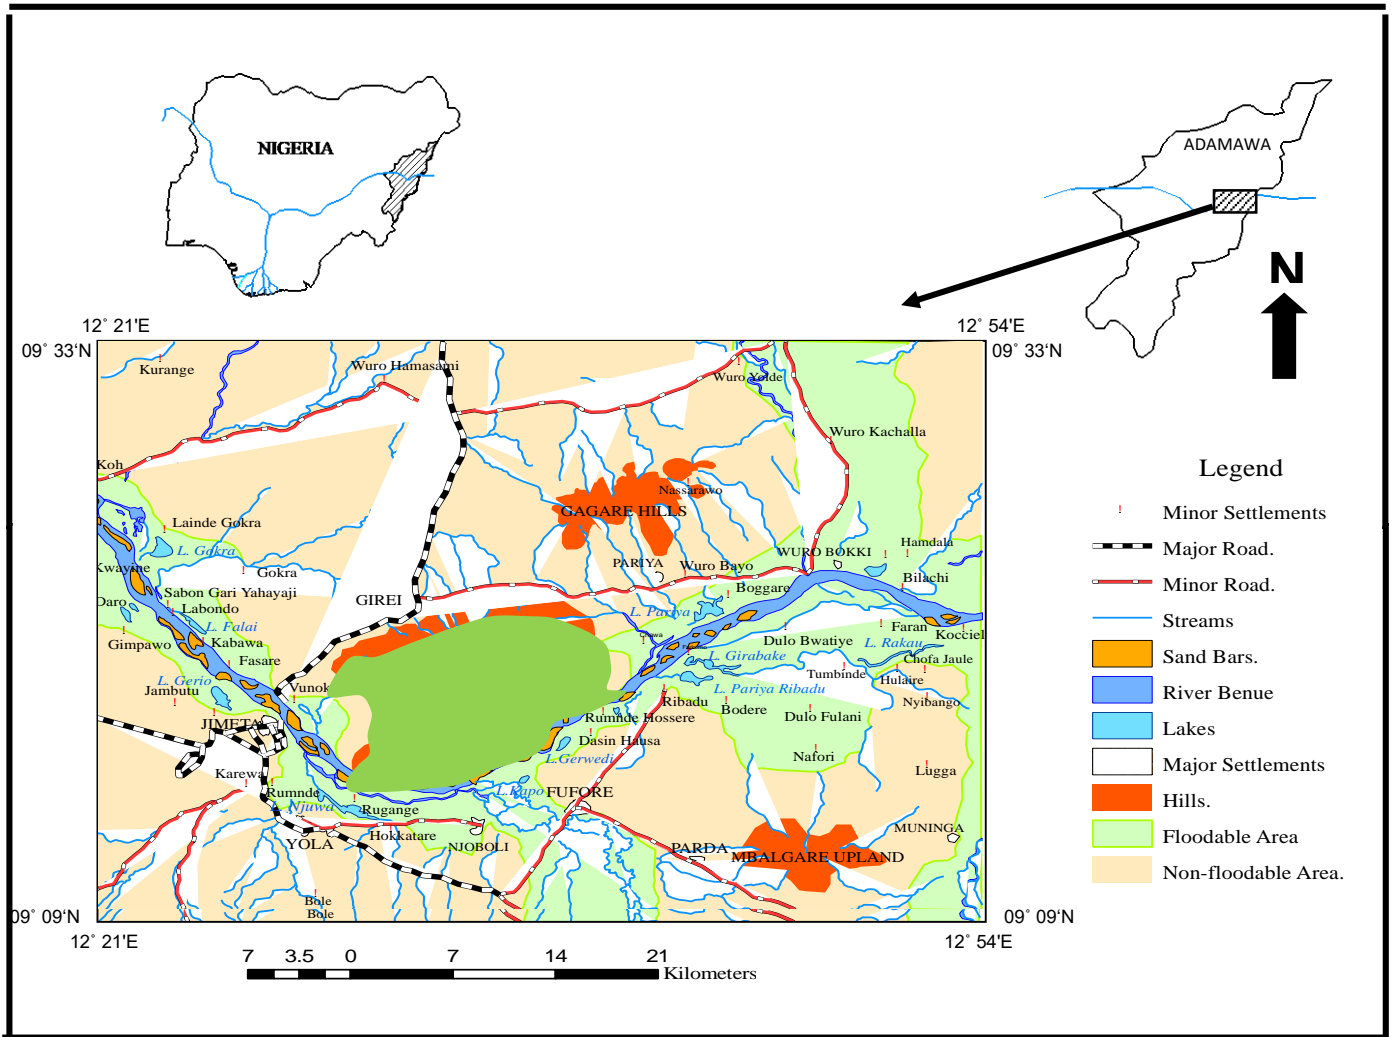 NIGERIA
ADAMAWA
N
12° 21'E
12° 54'E
09° 33'N
09° 33'N
Kurange
Wuro Hamasami
Wuro Yolde
Wuro Kachalla
Koh
Nassarawo
GAGARE HILLS
Lainde Gokra
L. Gokra
WURO BOKKI
Hamdala
Kwayine
Gokra
PARIYA
Wuro Bayo
Bilachi
Sabon Gari Yahayaji
Boggare
Daro
Labondo
GIREI
L. Pariya
L. Falai
Faran
Kocciel
Gimpawo
Kabawa
Dulo Bwatiye
L. Rakau
Fasare
L. Girabake
Chofa Jaule
L. Gerio
Tumbinde
Hulaire
Jambutu
Vunok
L. Pariya Ribadu
Ribadu
Bodere
Nyibango
JIMETA
Rumnde Hossere
Dulo Fulani
Dasin Hausa
Nafori
L.Gerwedi
Lugga
Karewa
Rumnde
L.Kapo
FUFORE
L. Njuwa
Rugange
MUNINGA
YOLA
Hokkatare
NJOBOLI
PARDA
MBALGARE UPLAND
Bole
Bole
09° 09'N
09° 09'N
12° 21'E
12° 54'E
7 3.5 0 7 14 21
Kilometers
Legend
Minor Settlements
Major Road.
Minor Road.
Streams
Sand Bars.
River Benue
Lakes
Major Settlements
Hills.
Floodable Area
Non-floodable Area.